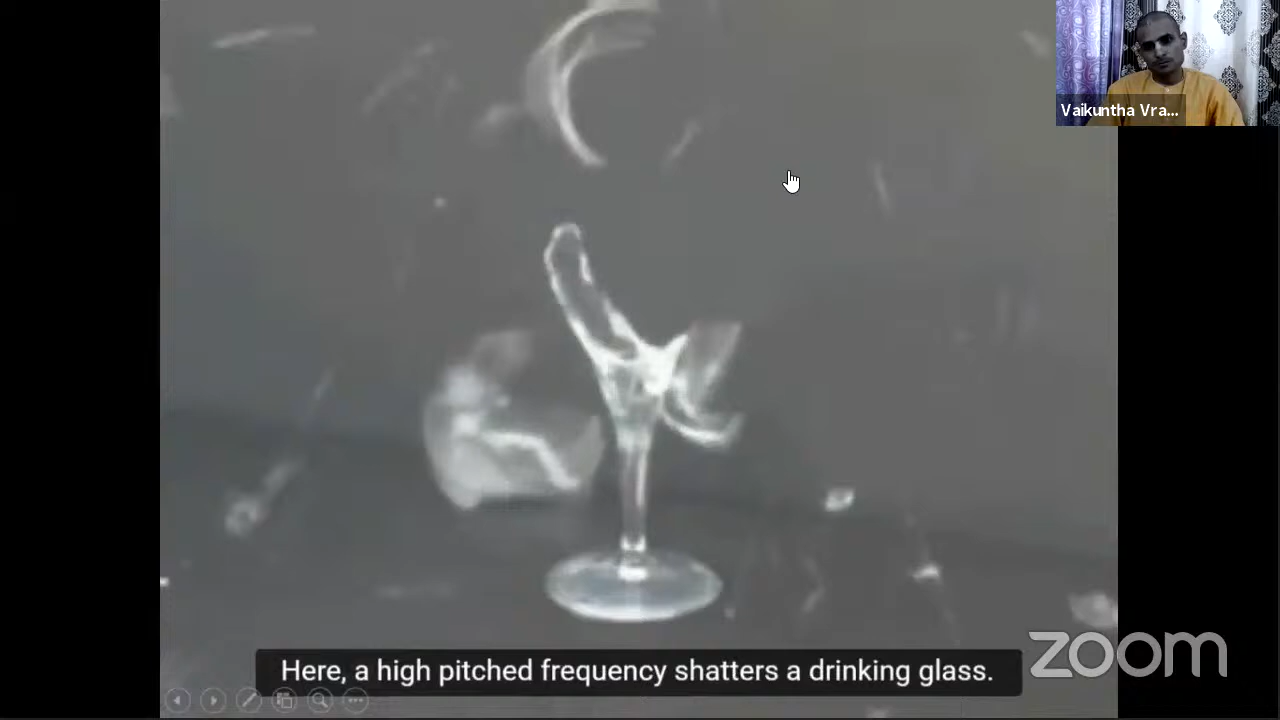 Vaikuntha Vra...
Here, a high pitched frequency shatters a drinking glass.
zoom